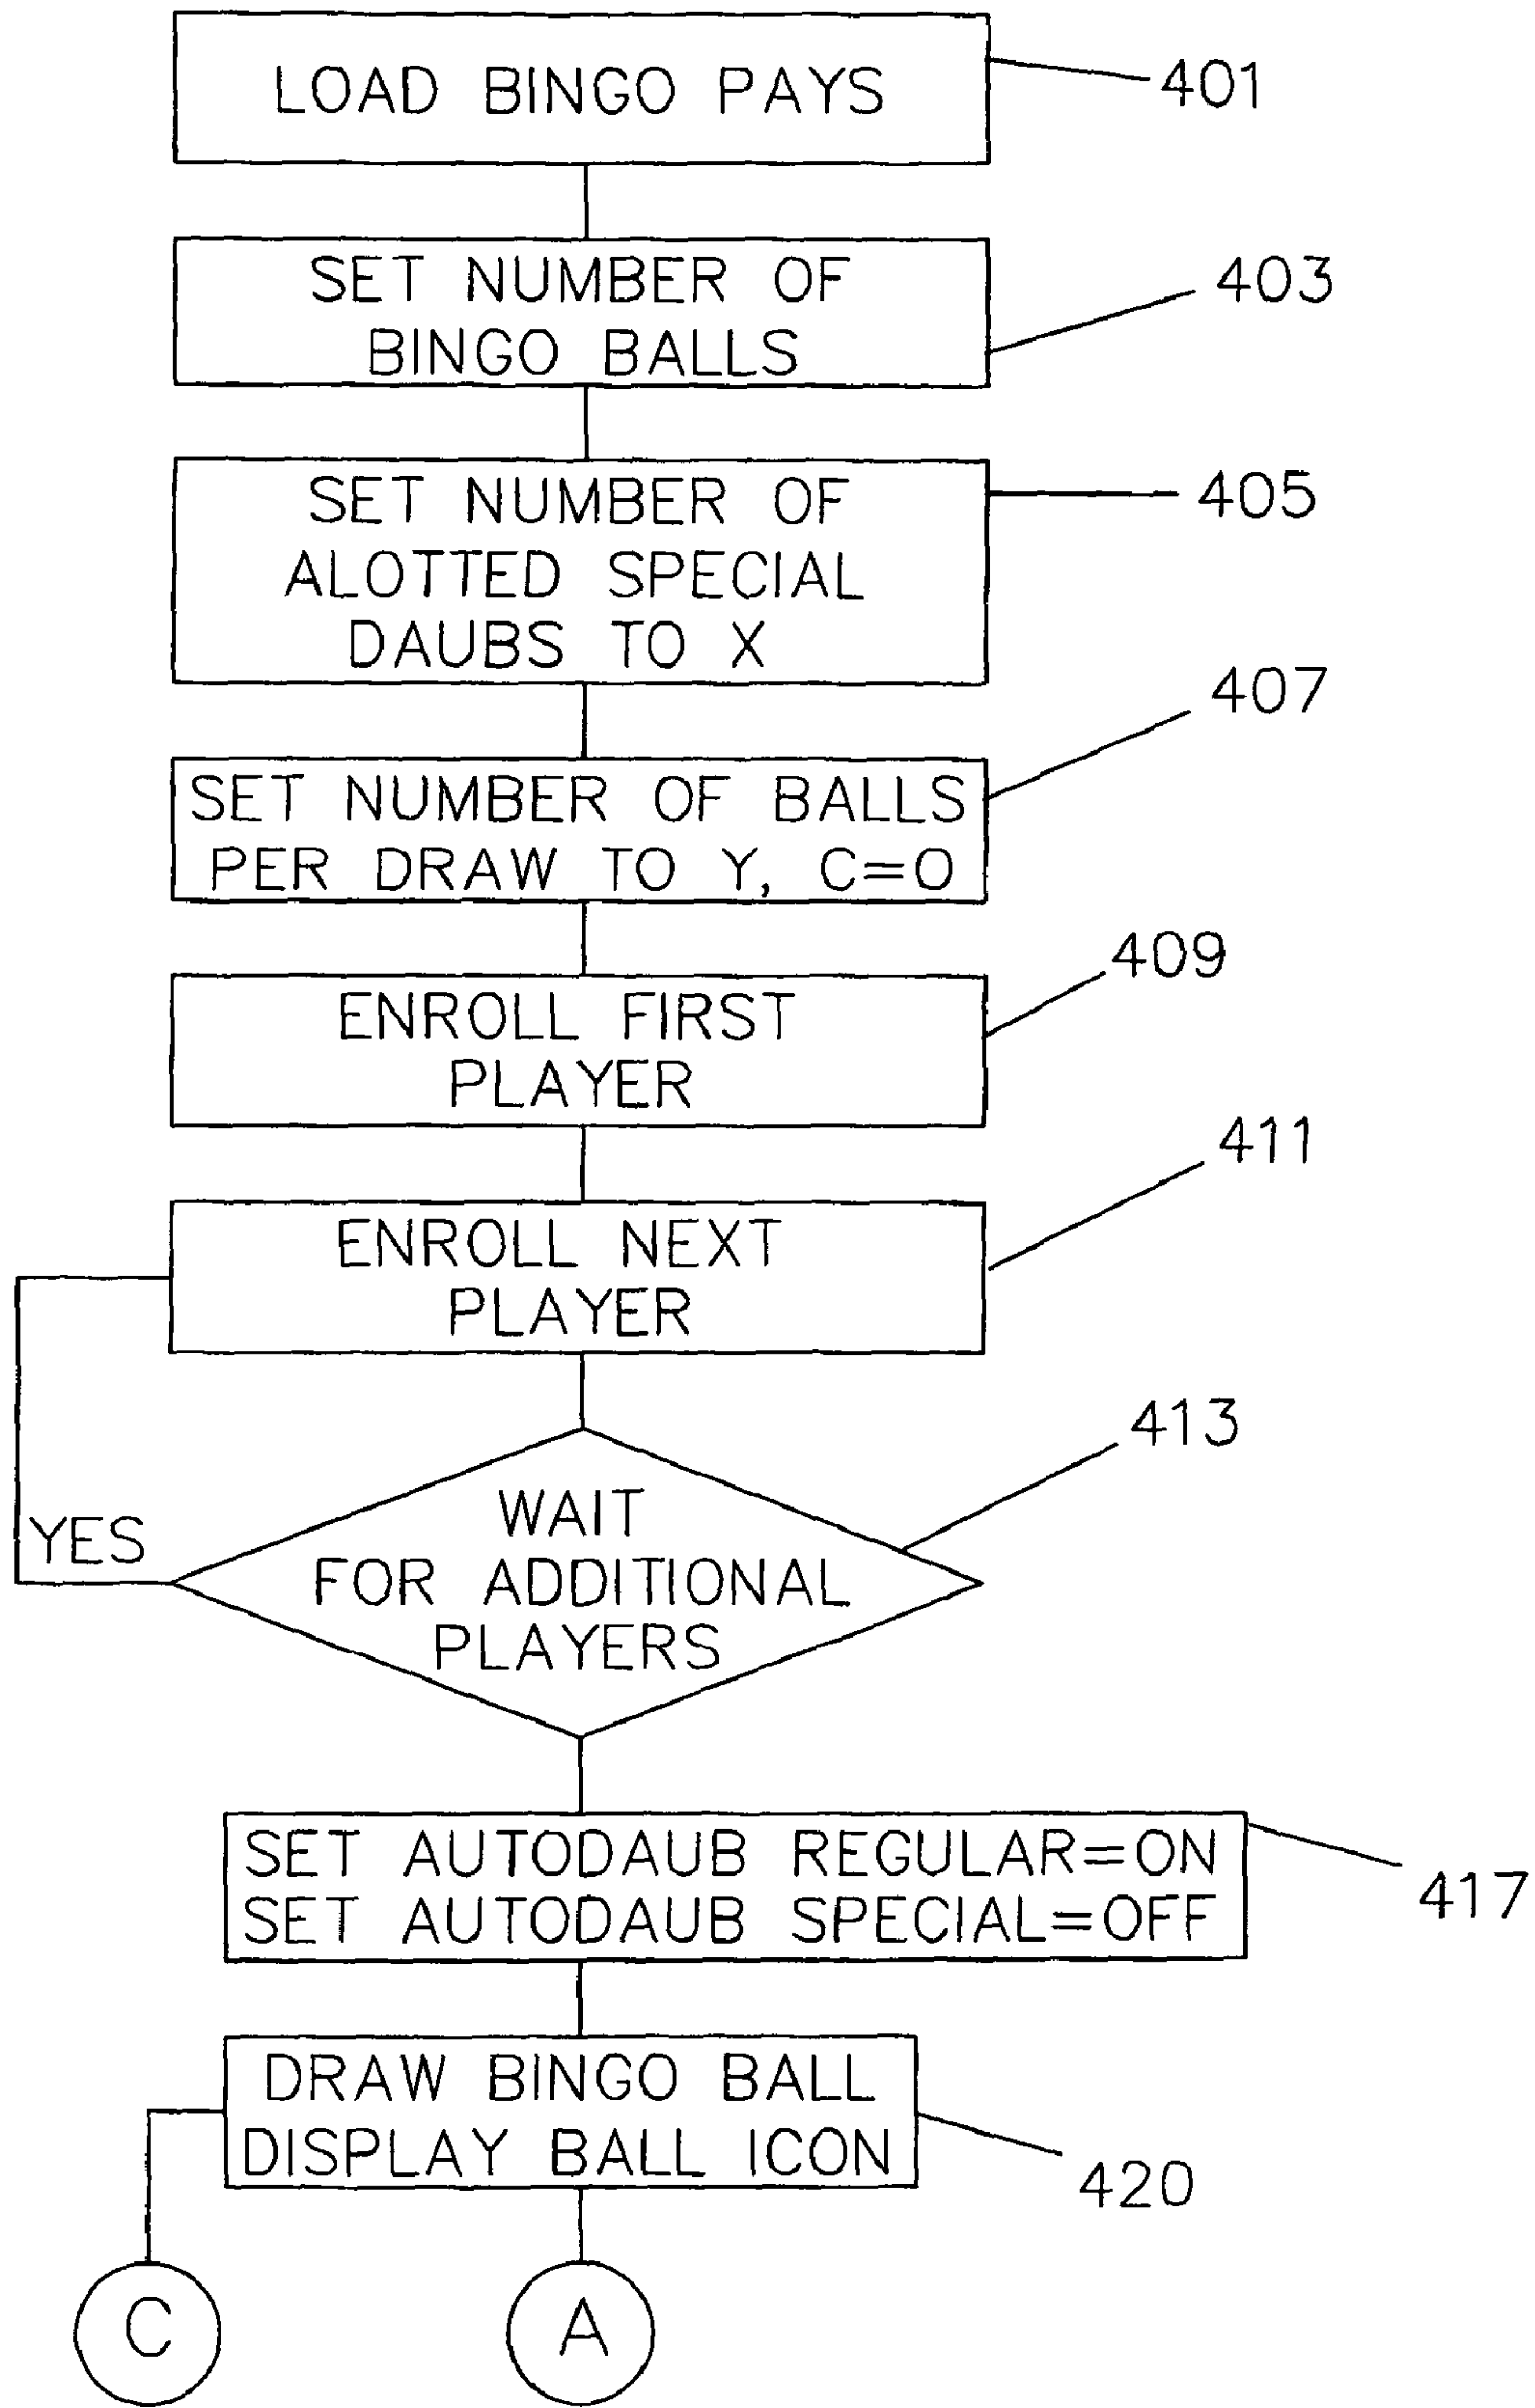 LOAD BINGO PAYS
401
SET NUMBER OF
BINGO BALLS
403
SET NUMBER OF
ALOTTED SPECIAL
DAUBS TO X
405
SET NUMBER OF BALLS
PER DRAW TO Y, C=0
407
ENROLL FIRST
PLAYER
409
ENROLL NEXT
PLAYER
411
WAIT
FOR ADDITIONAL
PLAYERS
413
YES
SET AUTODAUB REGULAR=ON
SET AUTODAUB SPECIAL=OFF
417
DRAW BINGO BALL
DISPLAY BALL ICON
420
C
A